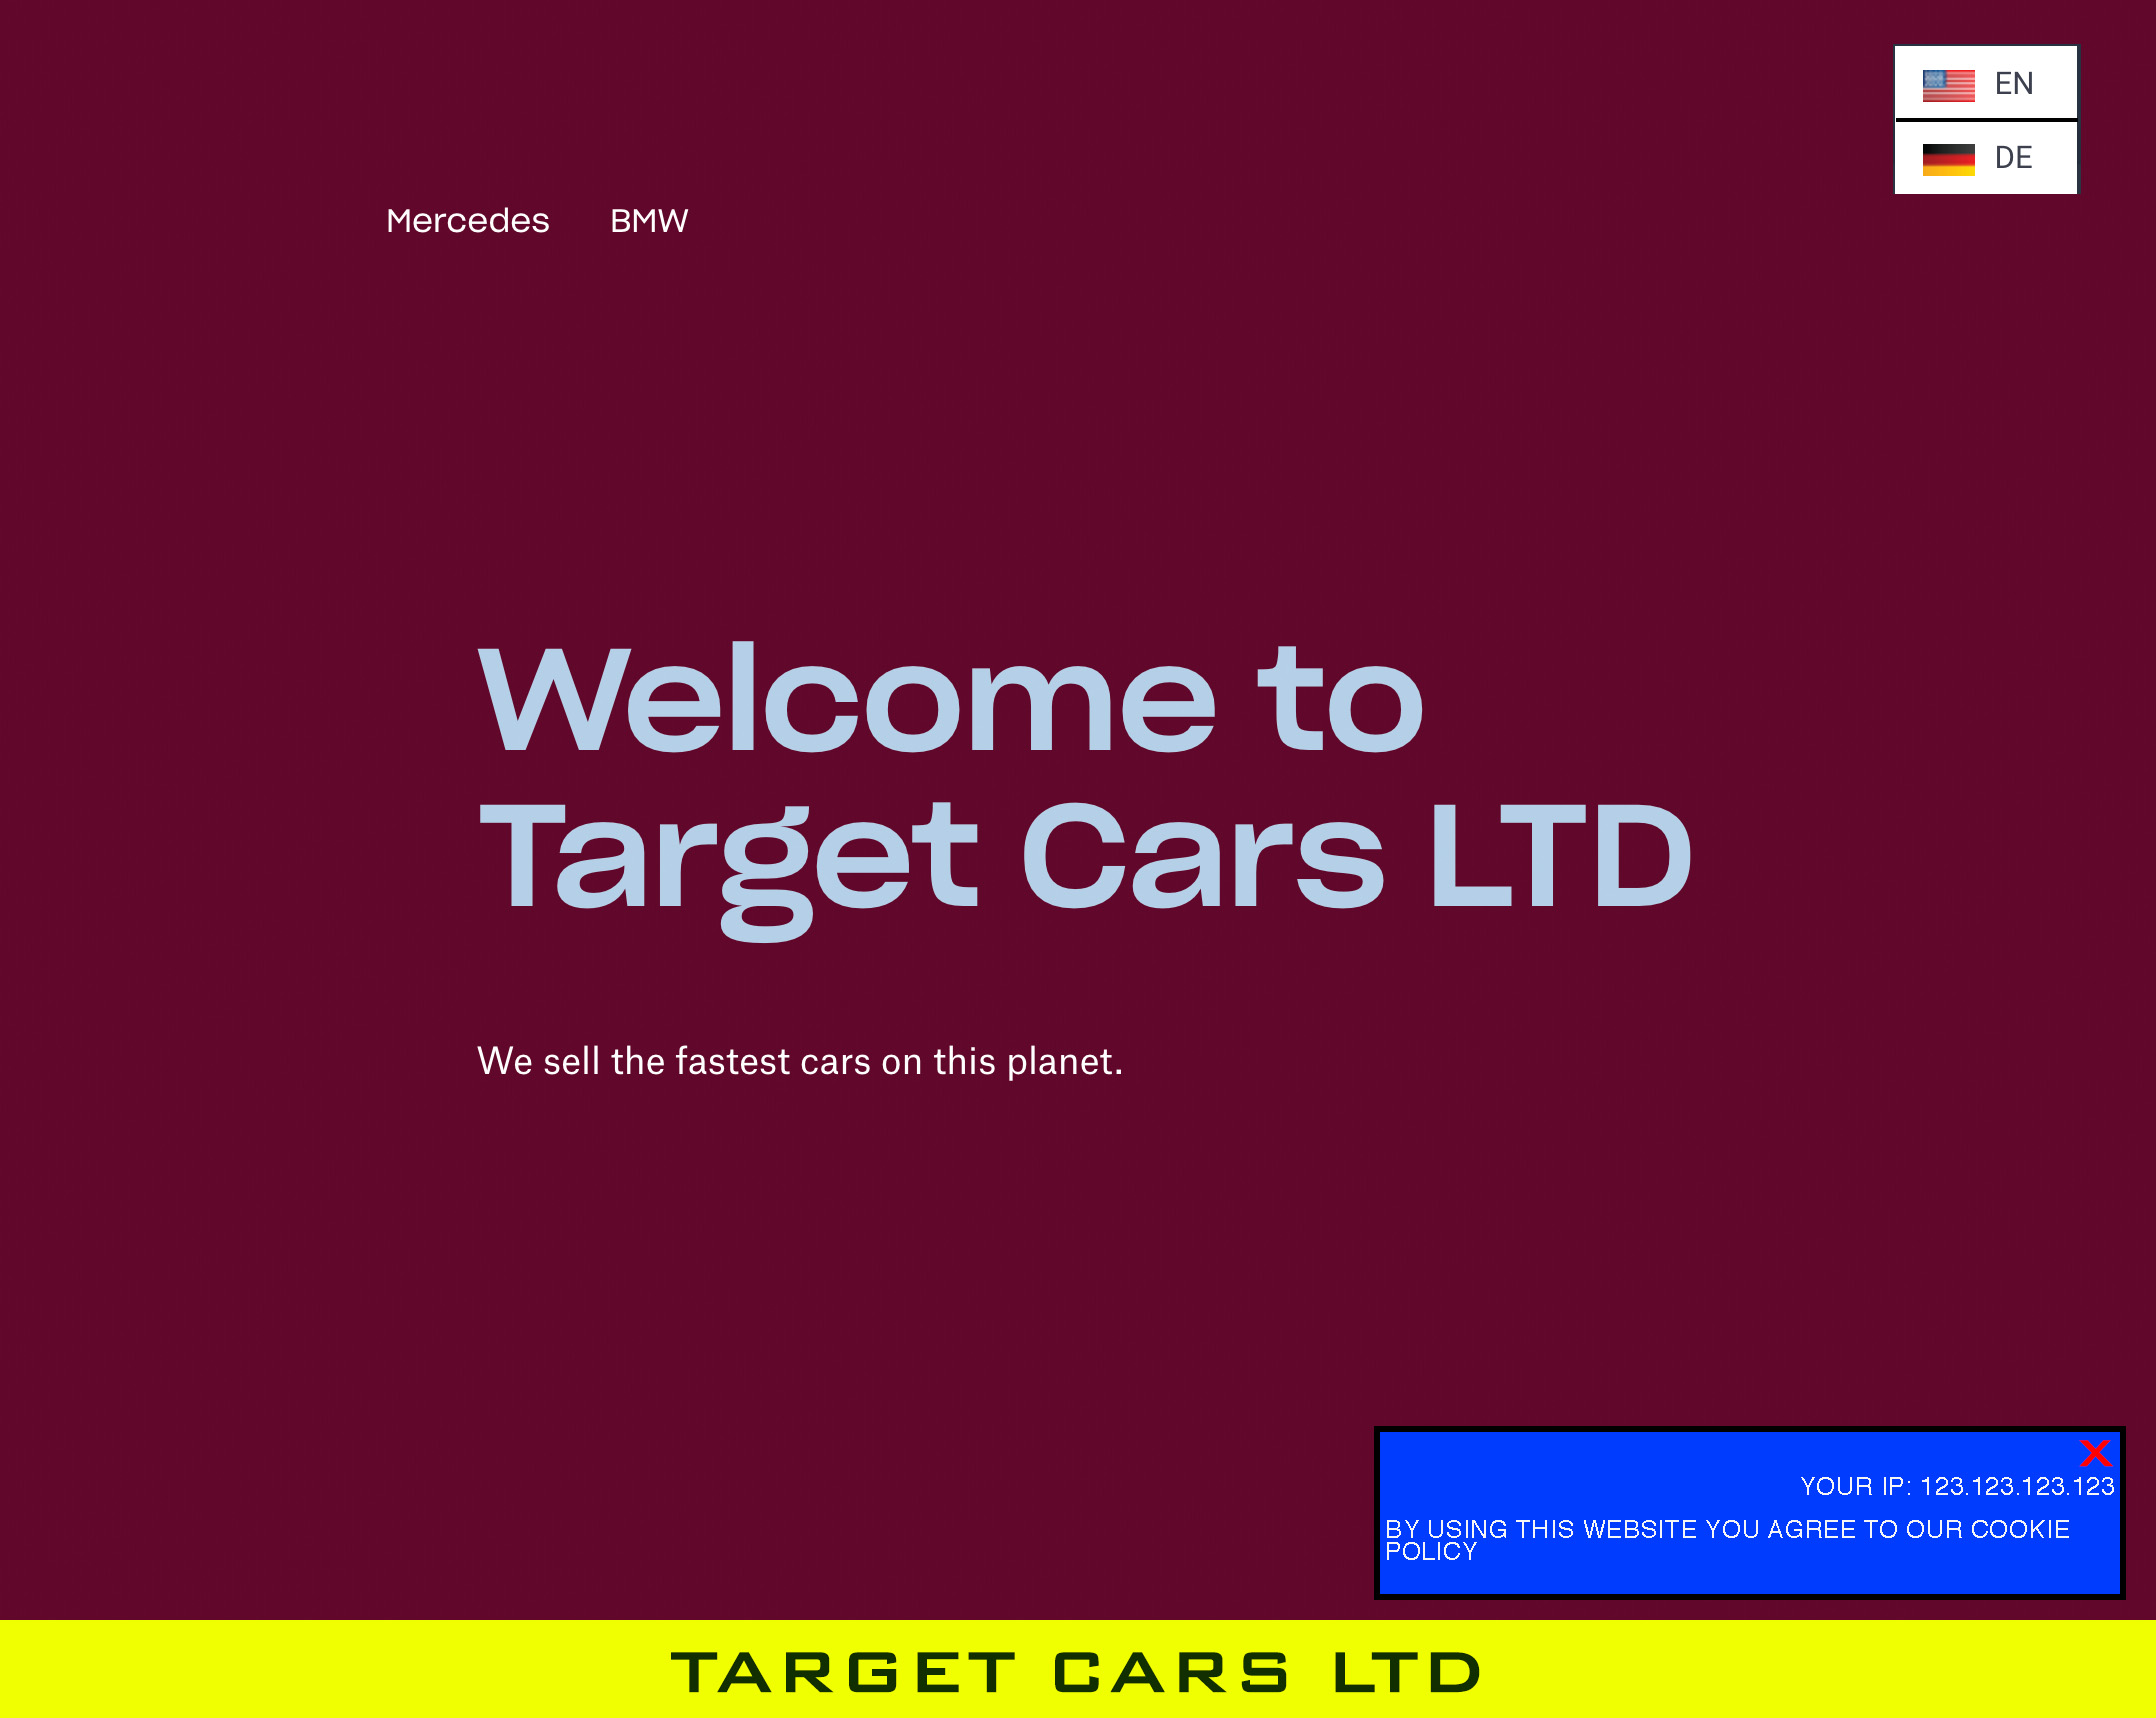 EN
DE
Mercedes BMW
Welcome to
Target Cars LTD
We sell the fastest cars on this planet.
X
YOUR IP: 123.123.123.123
BY USING THIS WEBSITE YOU AGREE TO OUR COOKIE
POLICY
TARGET CARS LTD